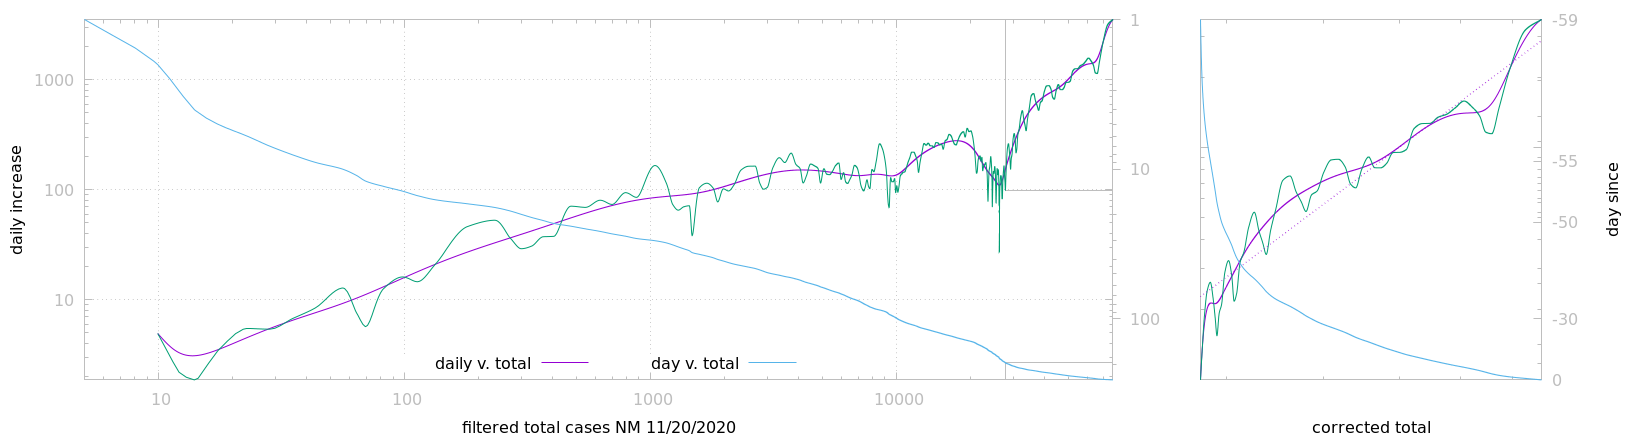 1000
100
10
daily increase
10
100
1000
10000
filtered total cases NM 11/20/2020
daily v. total
day v. total
1
10
100
-59
-55
-50
-30
0
day since
corrected total